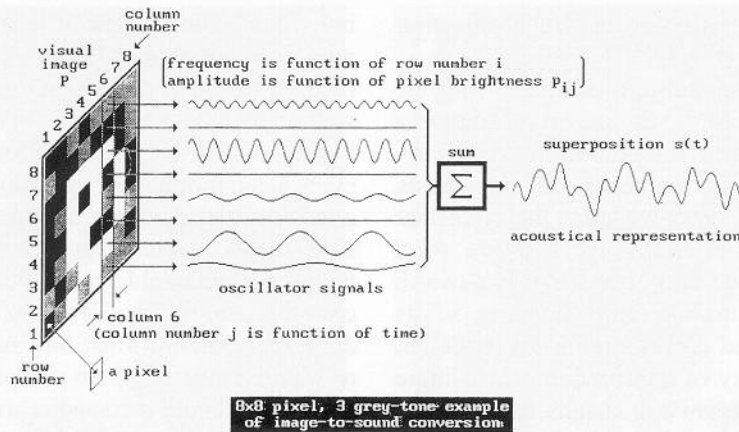 column
number
visual
image
P
1 2 3 4 5 6 7 8
(frequency is function of row number i
amplitude is function of pixel brightness pij)
8
7
6
5
4
3
2
1
sum
Σ
superposition s(t)
acoustical representation
oscillator signals
column 6
(column number j is function of time)
row
number
a pixel
8x8 pixel, 3 grey-tone example
of image-to-sound conversion